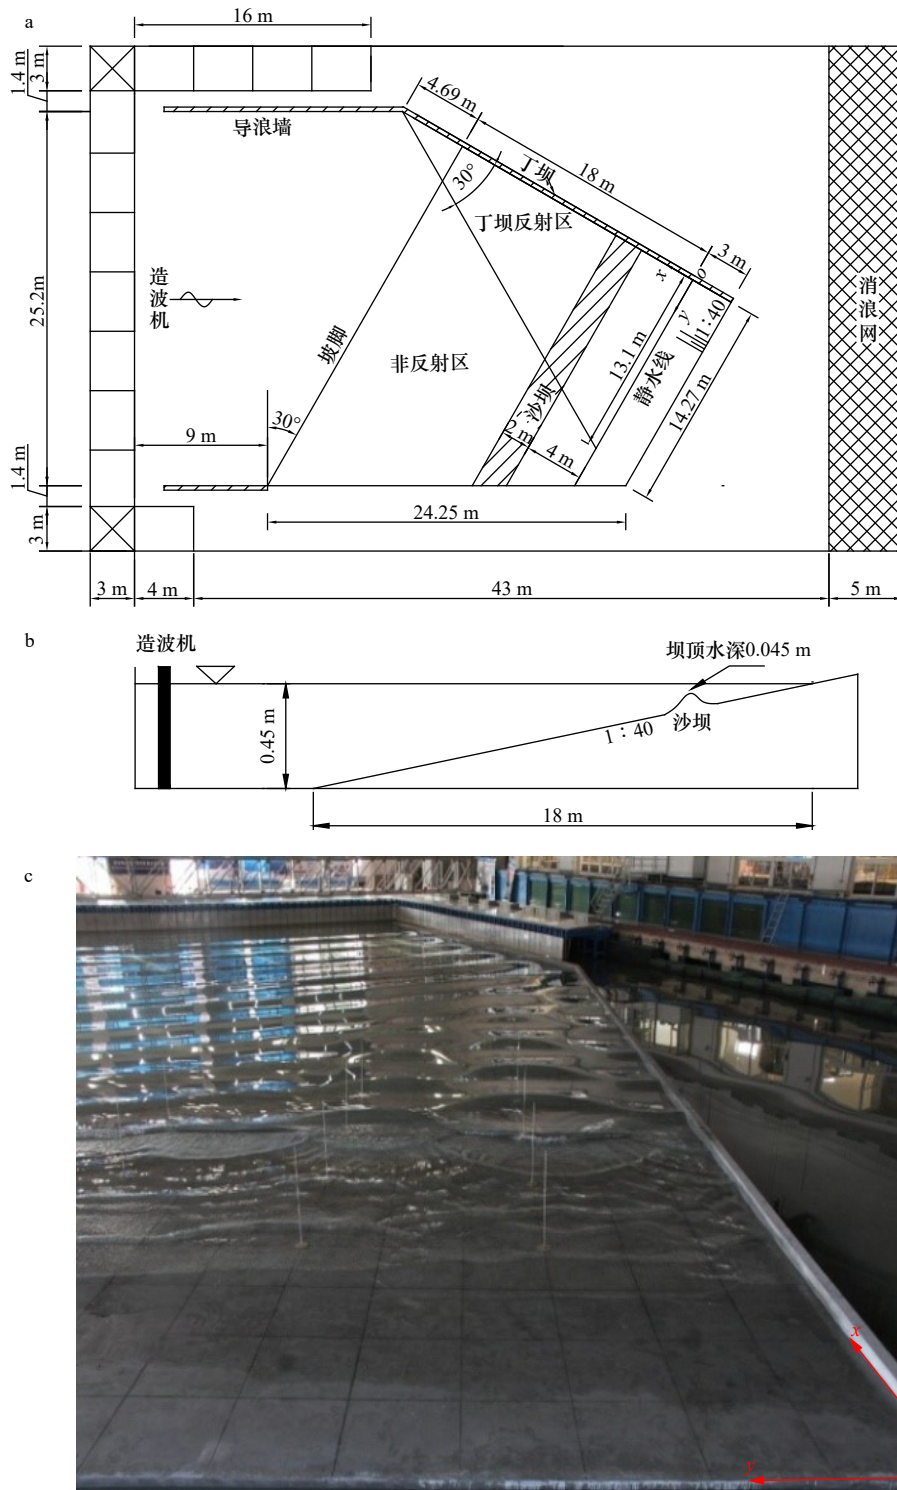 a
16 m
1.4 m
3 m
4.69 m
导浪墙
丁坝
18 m
30°
丁坝反射区
3 m
x
o
y
1∶40
造波机
消浪网
25.2m
坡脚
非反射区
13.1 m
静水线
14.27 m
沙坝
30°
2 m
4 m
9 m
1.4 m
3 m
24.25 m
3 m
4 m
43 m
5 m
b
造波机
坝顶水深0.045 m
0.45 m
1∶40
沙坝
18 m
c
x
y